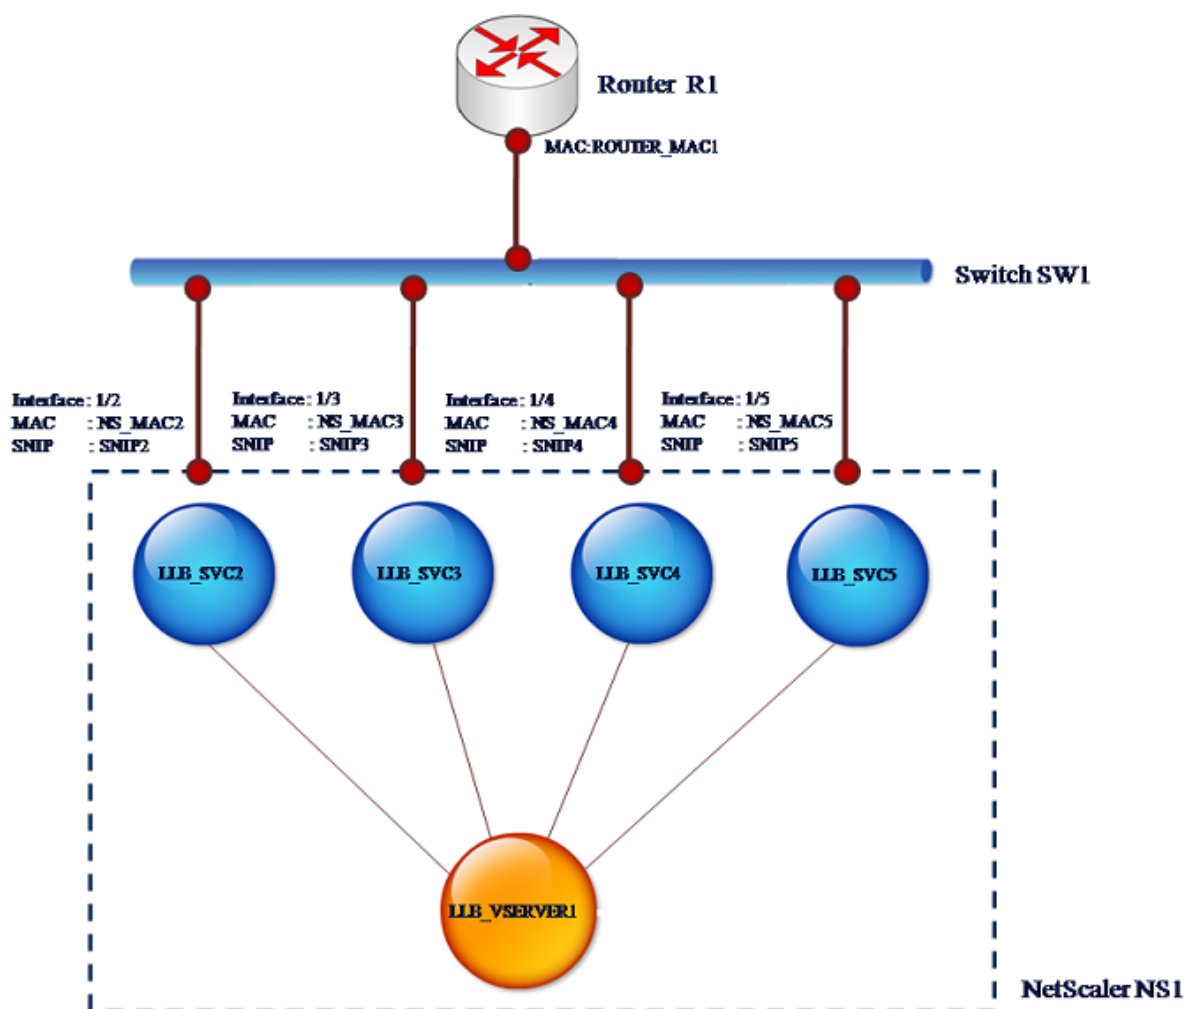 Router R1
MAC:ROUTER_MAC1
Switch SW1
Interface : 1/2
MAC : NS_MAC2
SNIP : SNIP2
Interface : 1/3
MAC : NS_MAC3
SNIP : SNIP3
Interface : 1/4
MAC : NS_MAC4
SNIP : SNIP4
Interface : 1/5
MAC : NS_MAC5
SNIP : SNIP5
LLB_SVC2
LLB_SVC3
LLB_SVC4
LLB_SVC5
LLB_VSERVER1
NetScaler NS1